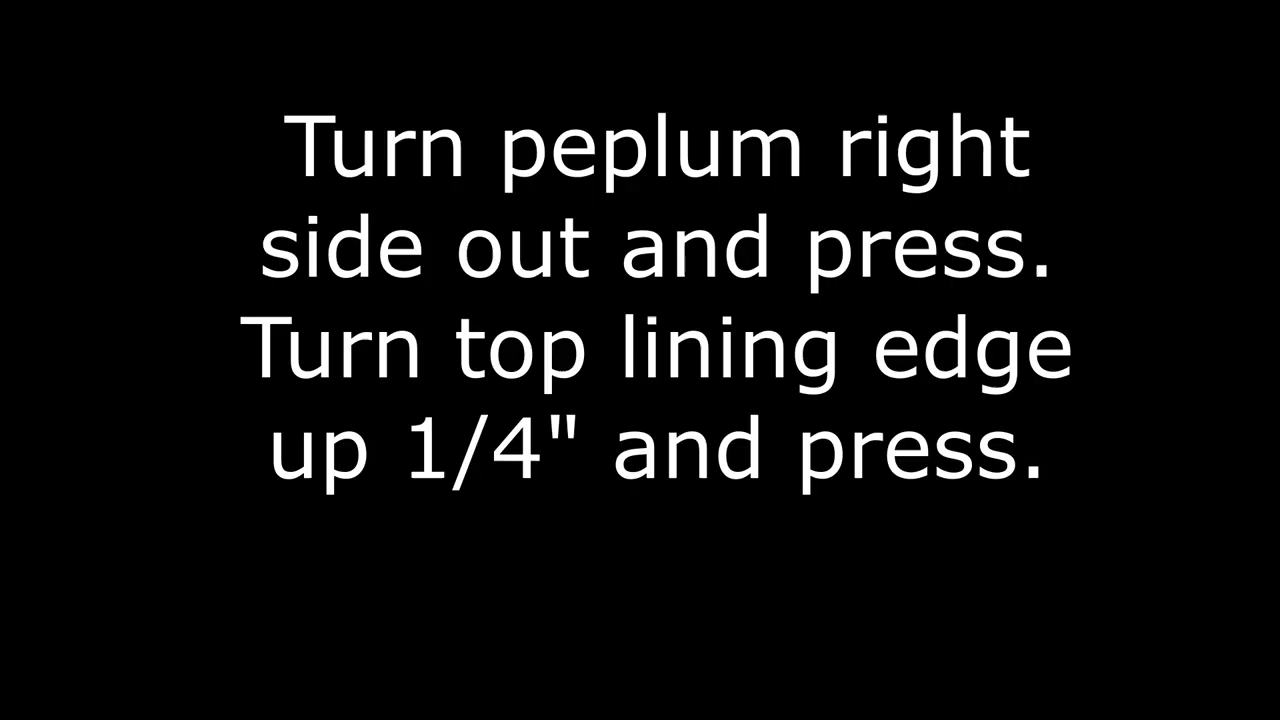 Turn peplum right
side out and press.
Turn top lining edge
up 1/4" and press.